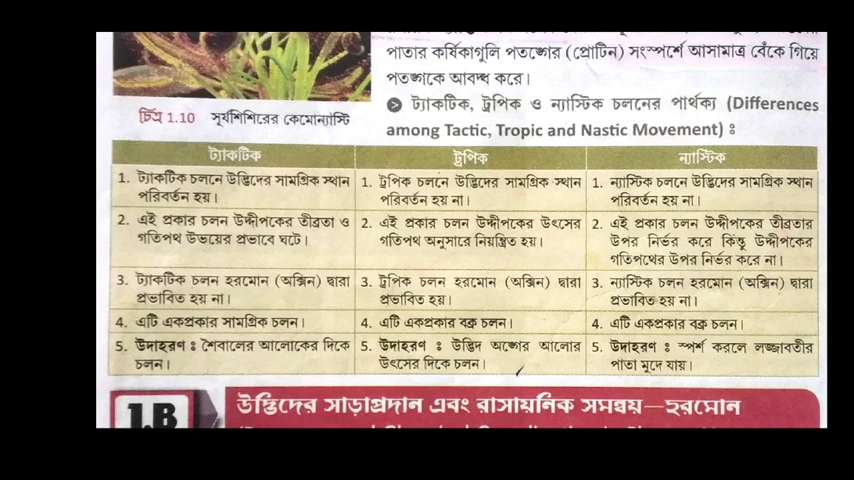 পাতার কর্ষিকাগুলি পতঙ্গের (প্রোটিন) সংস্পর্শে আসামাত্র বেঁকে গিয়ে
পতঙ্গকে আবদ্ধ করে।
চিত্র 1.10 সূর্যশিশিরের কেমোন্যাস্টি
ট্যাকটিক, ট্রপিক ও ন্যাস্টিক চলনের পার্থক্য (Differences
among Tactic, Tropic and Nastic Movement) :
ট্যাকটিক
1. ট্যাকটিক চলনে উদ্ভিদের সামগ্রিক স্থান
পরিবর্তন হয়।
2. এই প্রকার চলন উদ্দীপকের তীব্রতা ও
গতিপথ উভয়ের প্রভাবে ঘটে।
3. ট্যাকটিক চলন হরমোন (অক্সিন) দ্বারা
প্রভাবিত হয় না।
4. এটি একপ্রকার সামগ্রিক চলন।
5. উদাহরণ : শৈবালের আলোকের দিকে
চলন।
ট্রপিক
1. ট্রপিক চলনে উদ্ভিদের সামগ্রিক স্থান
পরিবর্তন হয় না।
2. এই প্রকার চলন উদ্দীপকের উৎসের
গতিপথ অনুসারে নিয়ন্ত্রিত হয়।
3. ট্রপিক চলন হরমোন (অক্সিন) দ্বারা
প্রভাবিত হয়।
4. এটি একপ্রকার বক্র চলন।
5. উদাহরণ : উদ্ভিদ অঙ্গের আলোর
উৎসের দিকে চলন।
ন্যাস্টিক
1. ন্যাস্টিক চলনে উদ্ভিদের সামগ্রিক স্থান
পরিবর্তন হয় না।
2. এই প্রকার চলন উদ্দীপকের তীব্রতার
উপর নির্ভর করে কিন্তু উদ্দীপকের
গতিপথের উপর নির্ভর করে না।
3. ন্যাস্টিক চলন হরমোন (অক্সিন) দ্বারা
প্রভাবিত হয় না।
4. এটি একপ্রকার বক্র চলন।
5. উদাহরণ : স্পর্শ করলে লজ্জাবতীর
পাতা মুদে যায়।
1.B উদ্ভিদের সাড়াপ্রদান এবং রাসায়নিক সমন্বয়—হরমোন